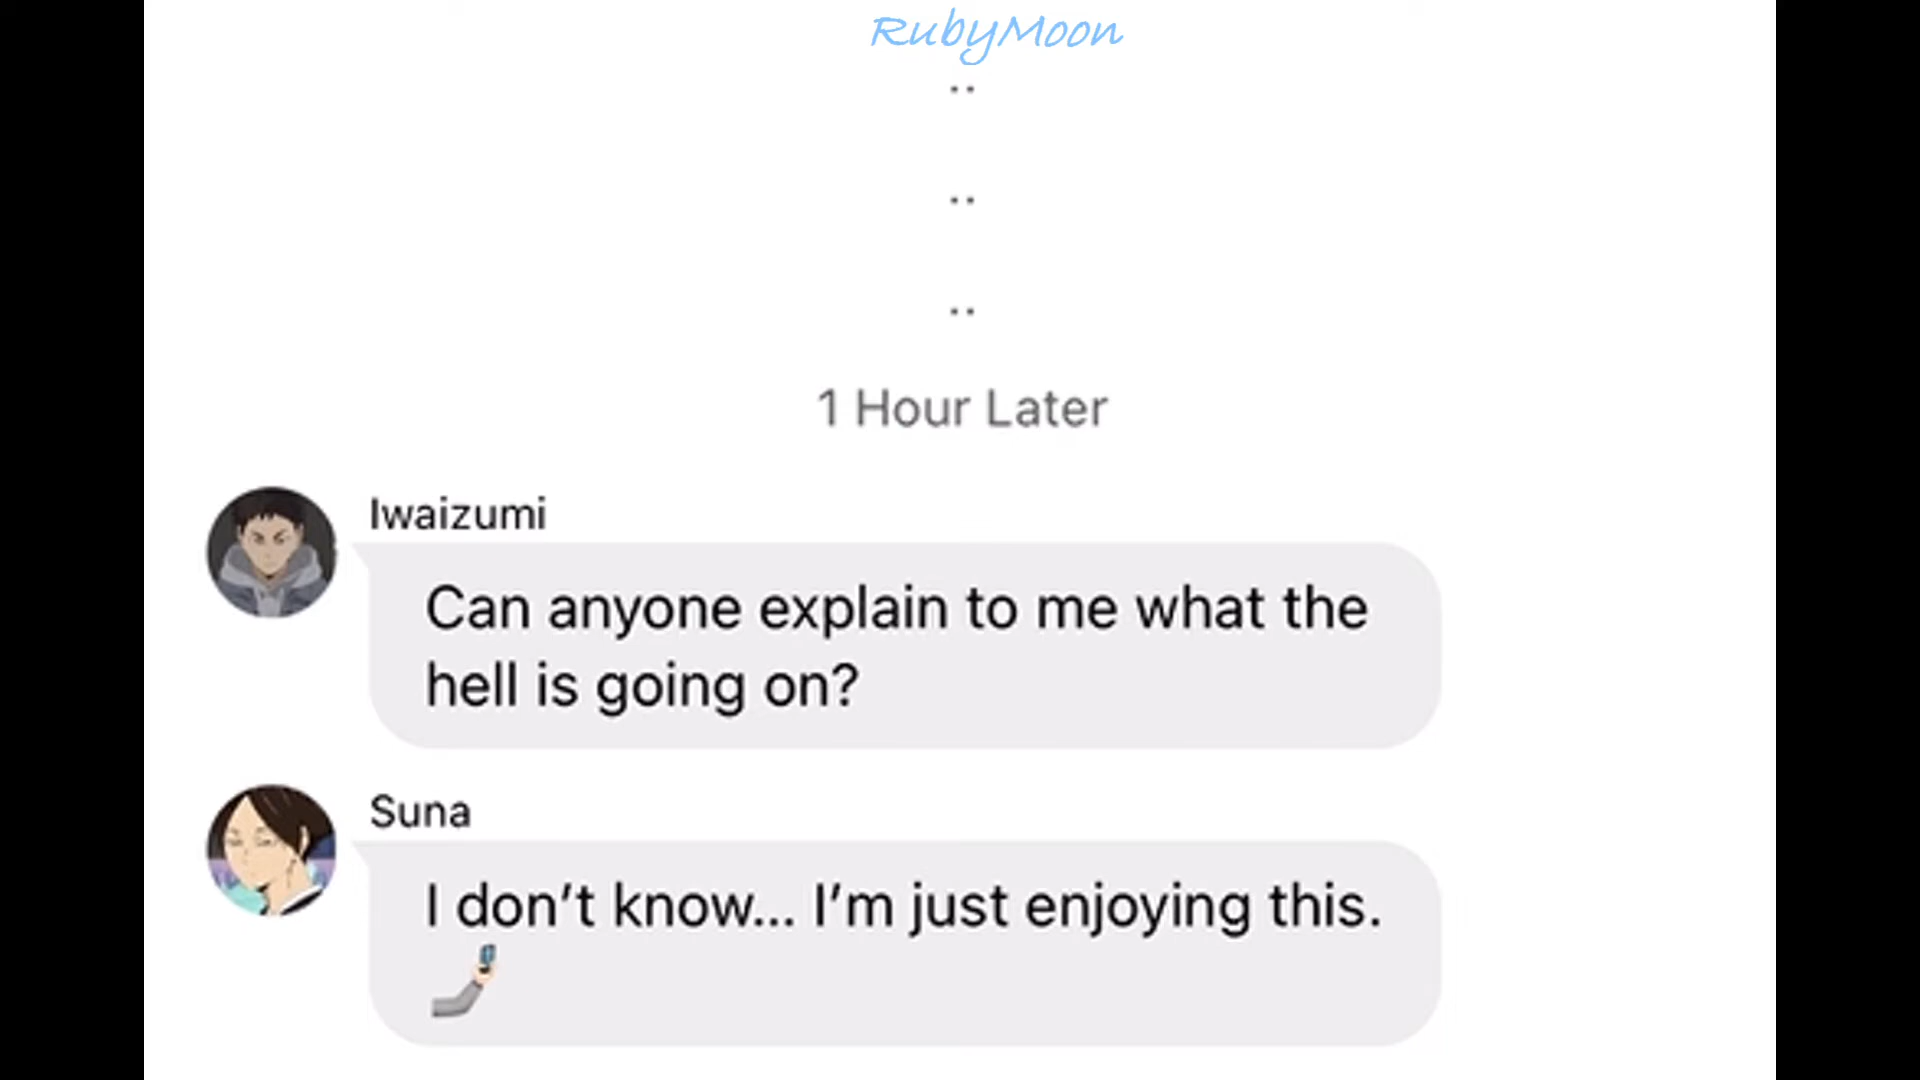 RubyMoon
..
..
..
1 Hour Later
Iwaizumi
Can anyone explain to me what the
hell is going on?
Suna
I don’t know... I’m just enjoying this.
🤳🏻